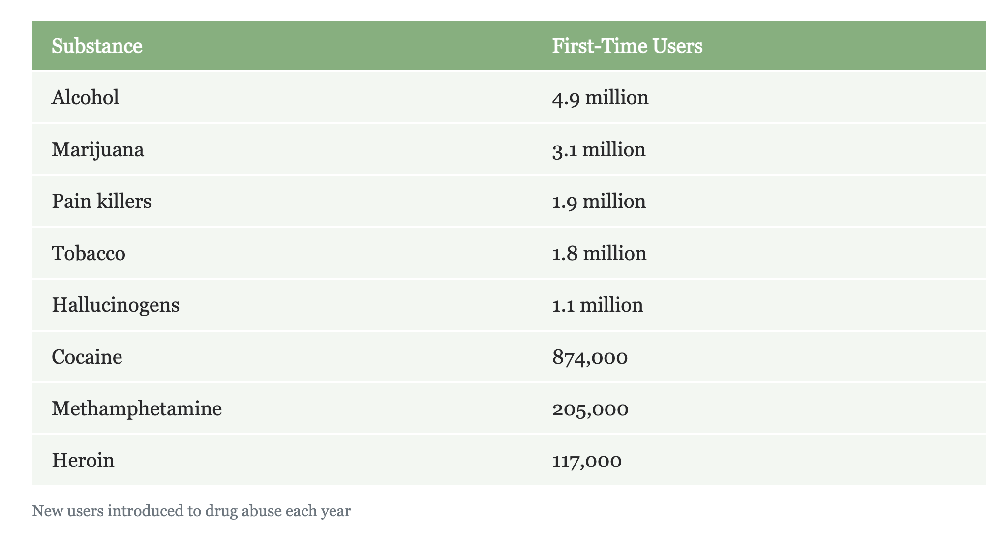 Substance First-Time Users
Alcohol 4.9 million
Marijuana 3.1 million
Pain killers 1.9 million
Tobacco 1.8 million
Hallucinogens 1.1 million
Cocaine 874,000
Methamphetamine 205,000
Heroin 117,000
New users introduced to drug abuse each year